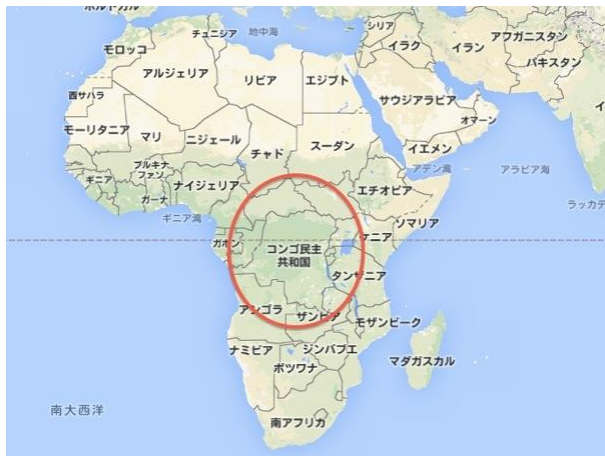 ポルトガル
チュニジア
地中海
シリア
アフガニスタン
モロッコ
イラク
イラン
パキスタン
アルジェリア
リビア
エジプト
サウジアラビア
西サハラ
オマーン
モーリタニア
マリ
ニジェール
チャド
スーダン
イエメン
アデン湾
アラビア海
ブルキナ
ファソ
ギニア
ナイジェリア
エチオピア
ガーナ
ラッカデ
ギニア湾
ソマリア
ケニア
ガボン
コンゴ民主
共和国
タンザニア
アンゴラ
ザンビア
モザンビーク
ナミビア
ジンバブエ
マダガスカル
ボツワナ
南大西洋
南アフリカ